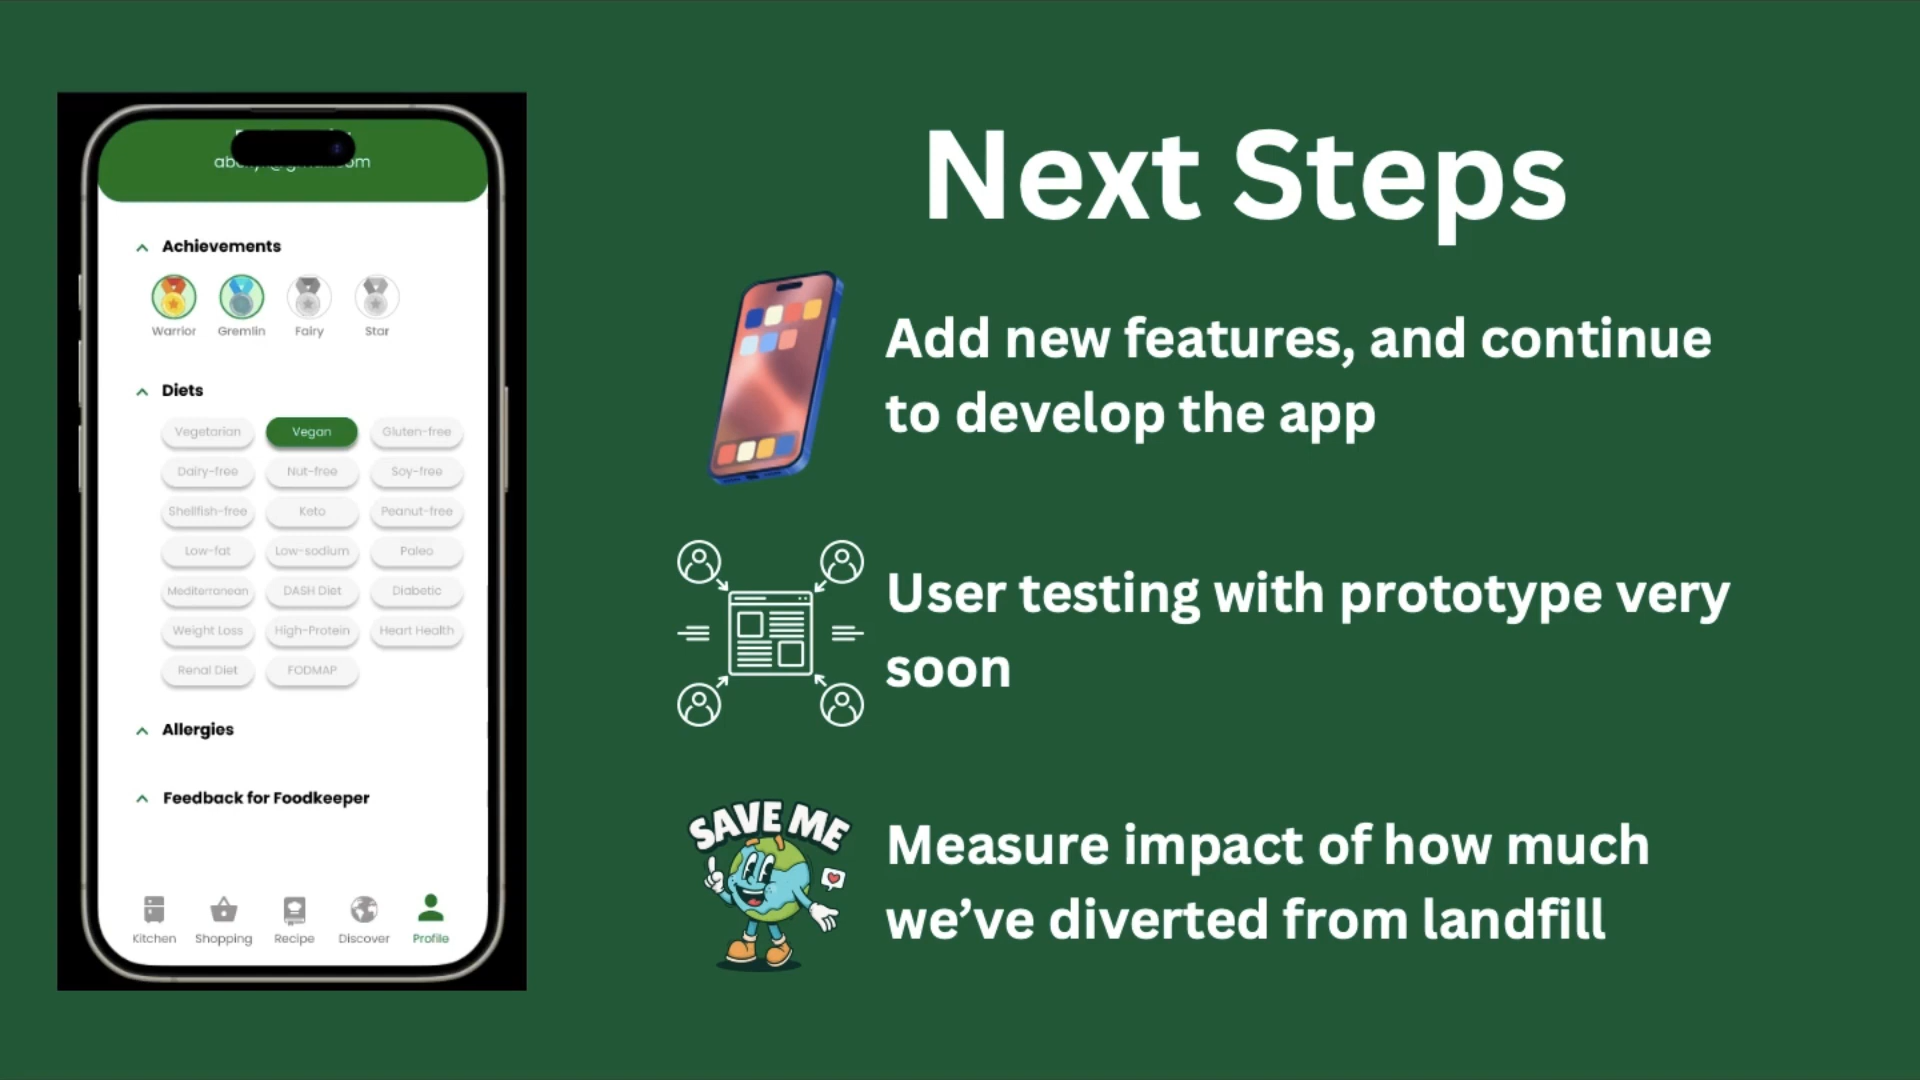 Achievements
Warrior Gremlin Fairy Star
Diets
Vegetarian Vegan Gluten-free
Dairy-free Nut-free Soy-free
Shellfish-free Keto Peanut-free
Low-fat Low-sodium Paleo
Mediterranean DASH Diet Diabetic
Weight Loss High-Protein Heart Health
Renal Diet FODMAP
Allergies
Feedback for Foodkeeper
Kitchen Shopping Recipe Discover Profile
Next Steps
Add new features, and continue
to develop the app
User testing with prototype very
soon
SAVE ME
Measure impact of how much
we’ve diverted from landfill